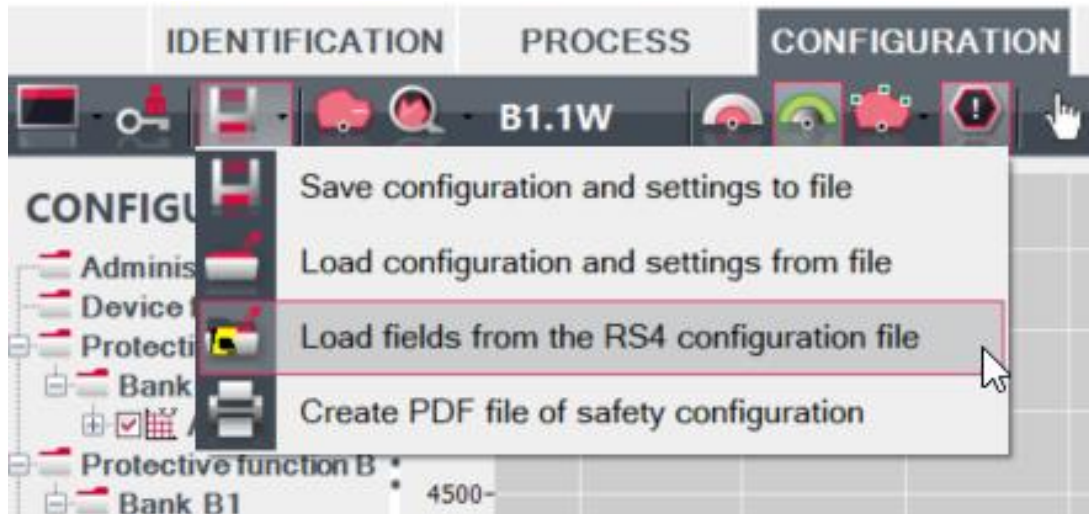 IDENTIFICATION PROCESS CONFIGURATION
B1.1W
Save configuration and settings to file
Load configuration and settings from file
Load fields from the RS4 configuration file
Create PDF file of safety configuration
Protective function B
Bank B1
4500